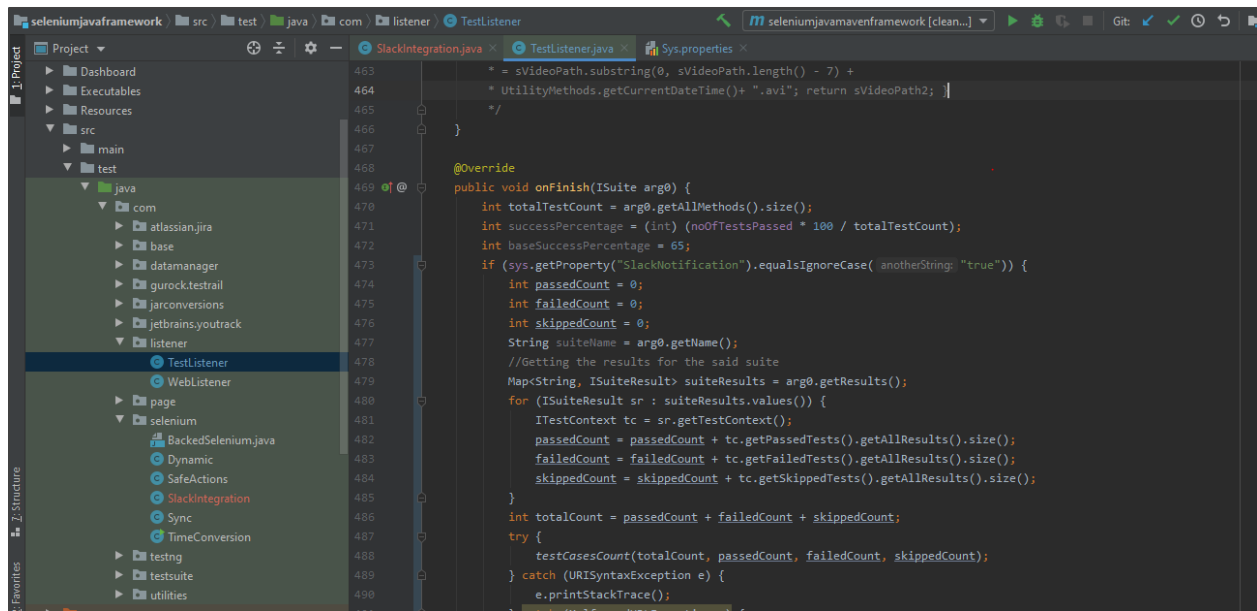 seleniumjavaframework src test java com listener TestListener seleniumjavamavenframework [clean...] Git:
Project SlackIntegration.java TestListener.java Sys.properties
1: Project
Dashboard
Executables
Resources
src
main
test
java
com
atlassian.jira
base
datamanager
gurock.testrail
jarconversions
jetbrains.youtrack
listener
TestListener
WebListener
page
selenium
BackedSelenium.java
Dynamic
SafeActions
SlackIntegration
Sync
TimeConversion
testng
testsuite
utilities
7: Structure
2: Favorites
463 * = sVideoPath.substring(0, sVideoPath.length() - 7) +
464 * UtilityMethods.getCurrentDateTime()+ ".avi"; return sVideoPath2; }
465 */
466 }
467
468 @Override
469 @ public void onFinish(ISuite arg0) {
470 int totalTestCount = arg0.getAllMethods().size();
471 int successPercentage = (int) (noOfTestsPassed * 100 / totalTestCount);
472 int baseSuccessPercentage = 65;
473 if (sys.getProperty("SlackNotification").equalsIgnoreCase( anotherString: "true")) {
474 int passedCount = 0;
475 int failedCount = 0;
476 int skippedCount = 0;
477 String suiteName = arg0.getName();
478 //Getting the results for the said suite
479 Map<String, ISuiteResult> suiteResults = arg0.getResults();
480 for (ISuiteResult sr : suiteResults.values()) {
481 ITestContext tc = sr.getTestContext();
482 passedCount = passedCount + tc.getPassedTests().getAllResults().size();
483 failedCount = failedCount + tc.getFailedTests().getAllResults().size();
484 skippedCount = skippedCount + tc.getSkippedTests().getAllResults().size();
485 }
486 int totalCount = passedCount + failedCount + skippedCount;
487 try {
488 testCasesCount(totalCount, passedCount, failedCount, skippedCount);
489 } catch (URISyntaxException e) {
490 e.printStackTrace();